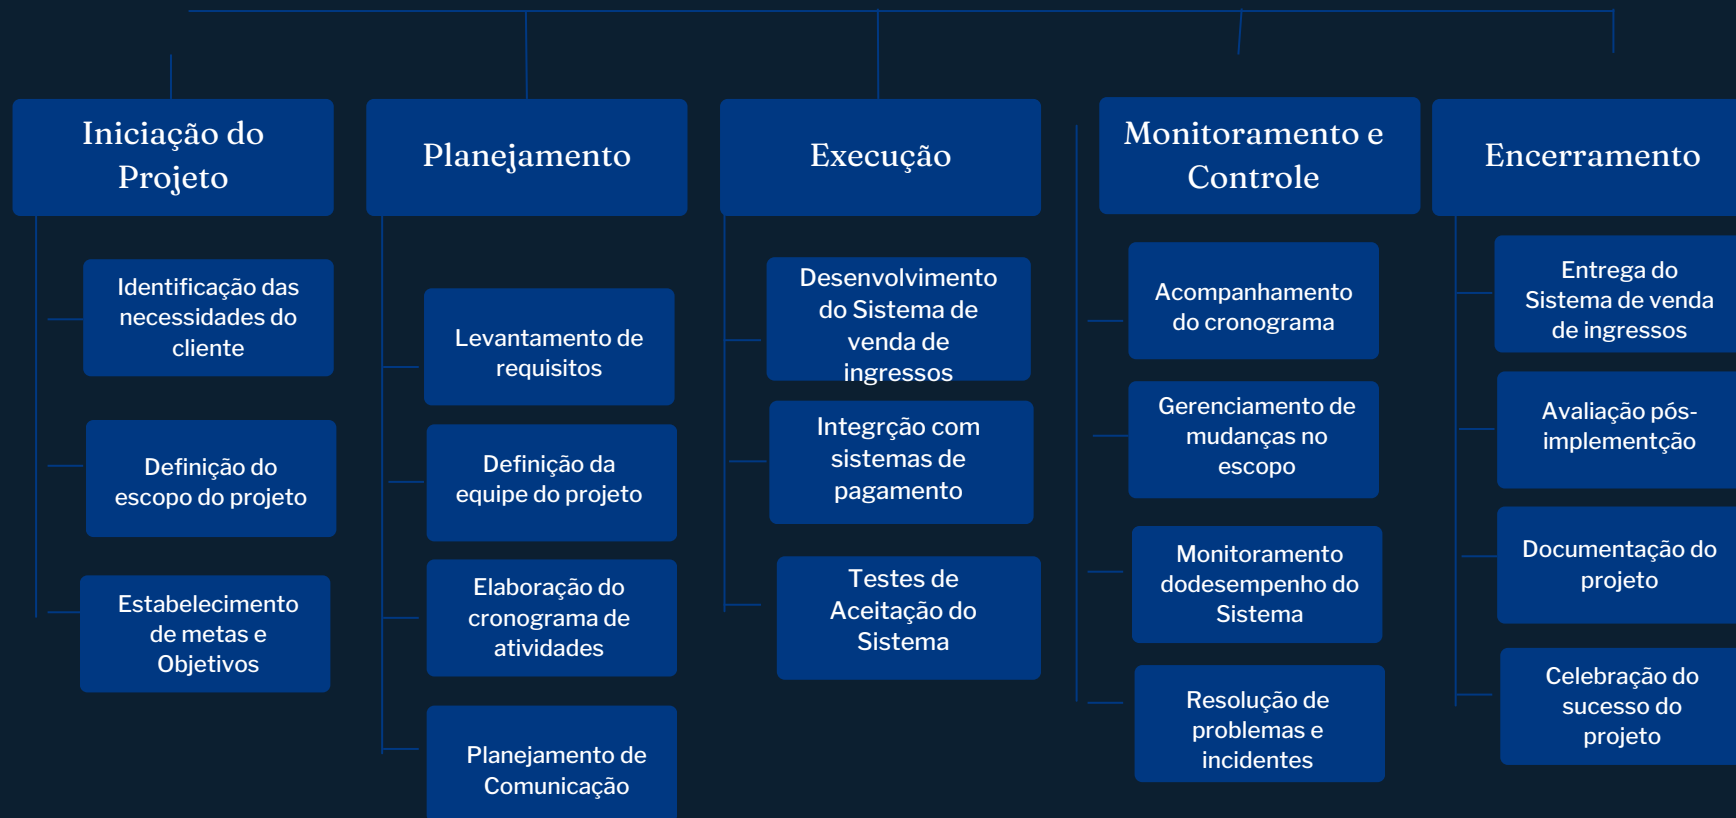 Iniciação do
Projeto
Identificação das
necessidades do
cliente
Definição do
escopo do projeto
Estabelecimento
de metas e
Objetivos
Planejamento
Levantamento de
requisitos
Definição da
equipe do projeto
Elaboração do
cronograma de
atividades
Planejamento de
Comunicação
Execução
Desenvolvimento
do Sistema de
venda de
ingressos
Integrção com
sistemas de
pagamento
Testes de
Aceitação do
Sistema
Monitoramento e
Controle
Acompanhamento
do cronograma
Gerenciamento de
mudanças no
escopo
Monitoramento
dodesempenho do
Sistema
Resolução de
problemas e
incidentes
Encerramento
Entrega do
Sistema de venda
de ingressos
Avaliação pós-
implementção
Documentação do
projeto
Celebração do
sucesso do
projeto